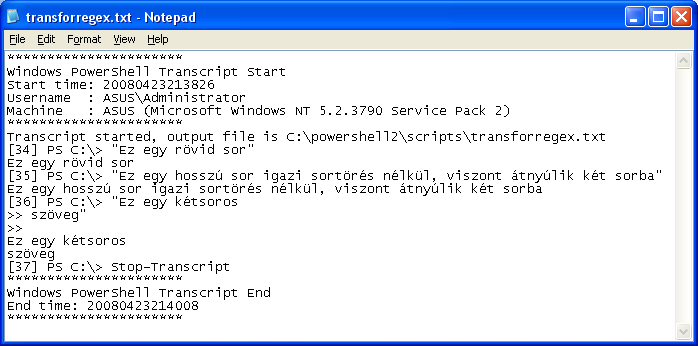 transforregex.txt - Notepad
File Edit Format View Help
**********************
Windows PowerShell Transcript Start
Start time: 20080423213826
Username  : ASUS\Administrator
Machine   : ASUS (Microsoft Windows NT 5.2.3790 Service Pack 2)
**********************
Transcript started, output file is C:\powershell2\scripts\transforregex.txt
[34] PS C:\> "Ez egy rövid sor"
Ez egy rövid sor
[35] PS C:\> "Ez egy hosszú sor igazi sortörés nélkül, viszont átnyúlik két sorba"
Ez egy hosszú sor igazi sortörés nélkül, viszont átnyúlik két sorba
[36] PS C:\> "Ez egy kétsoros
>> szöveg"
>>
Ez egy kétsoros
szöveg
[37] PS C:\> Stop-Transcript
**********************
Windows PowerShell Transcript End
End time: 20080423214008
**********************